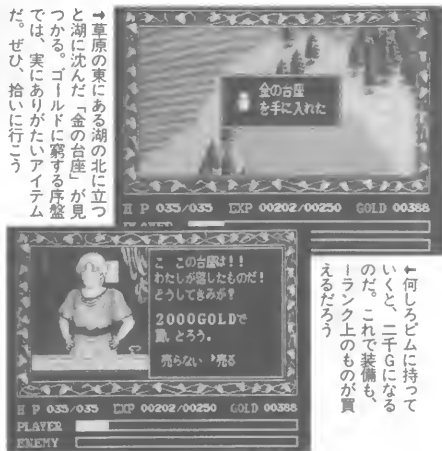 ➡草原の東にある湖の北に立つ
と湖に沈んだ「金の台座」が見
つかる。ゴールドに窮する序盤
では、実にありがたいアイテム
だ。ぜひ、拾いに行こう
金の台座
を手に入れた
H P 035/035 EXP 00202/00250 GOLD 00388
PLAYER
⬅何しろピムに持って
いくと、二千Gになる
のだ。これで装備も、
一ランク上のものが買
えるだろう
こ この台座は!!
わたしが隠したものだ!
どうしてきみが?
2000GOLDで
買いとろう。
売らない ▶売る
H P 035/035 EXP 00202/00250 GOLD 00388
PLAYER
ENEMY